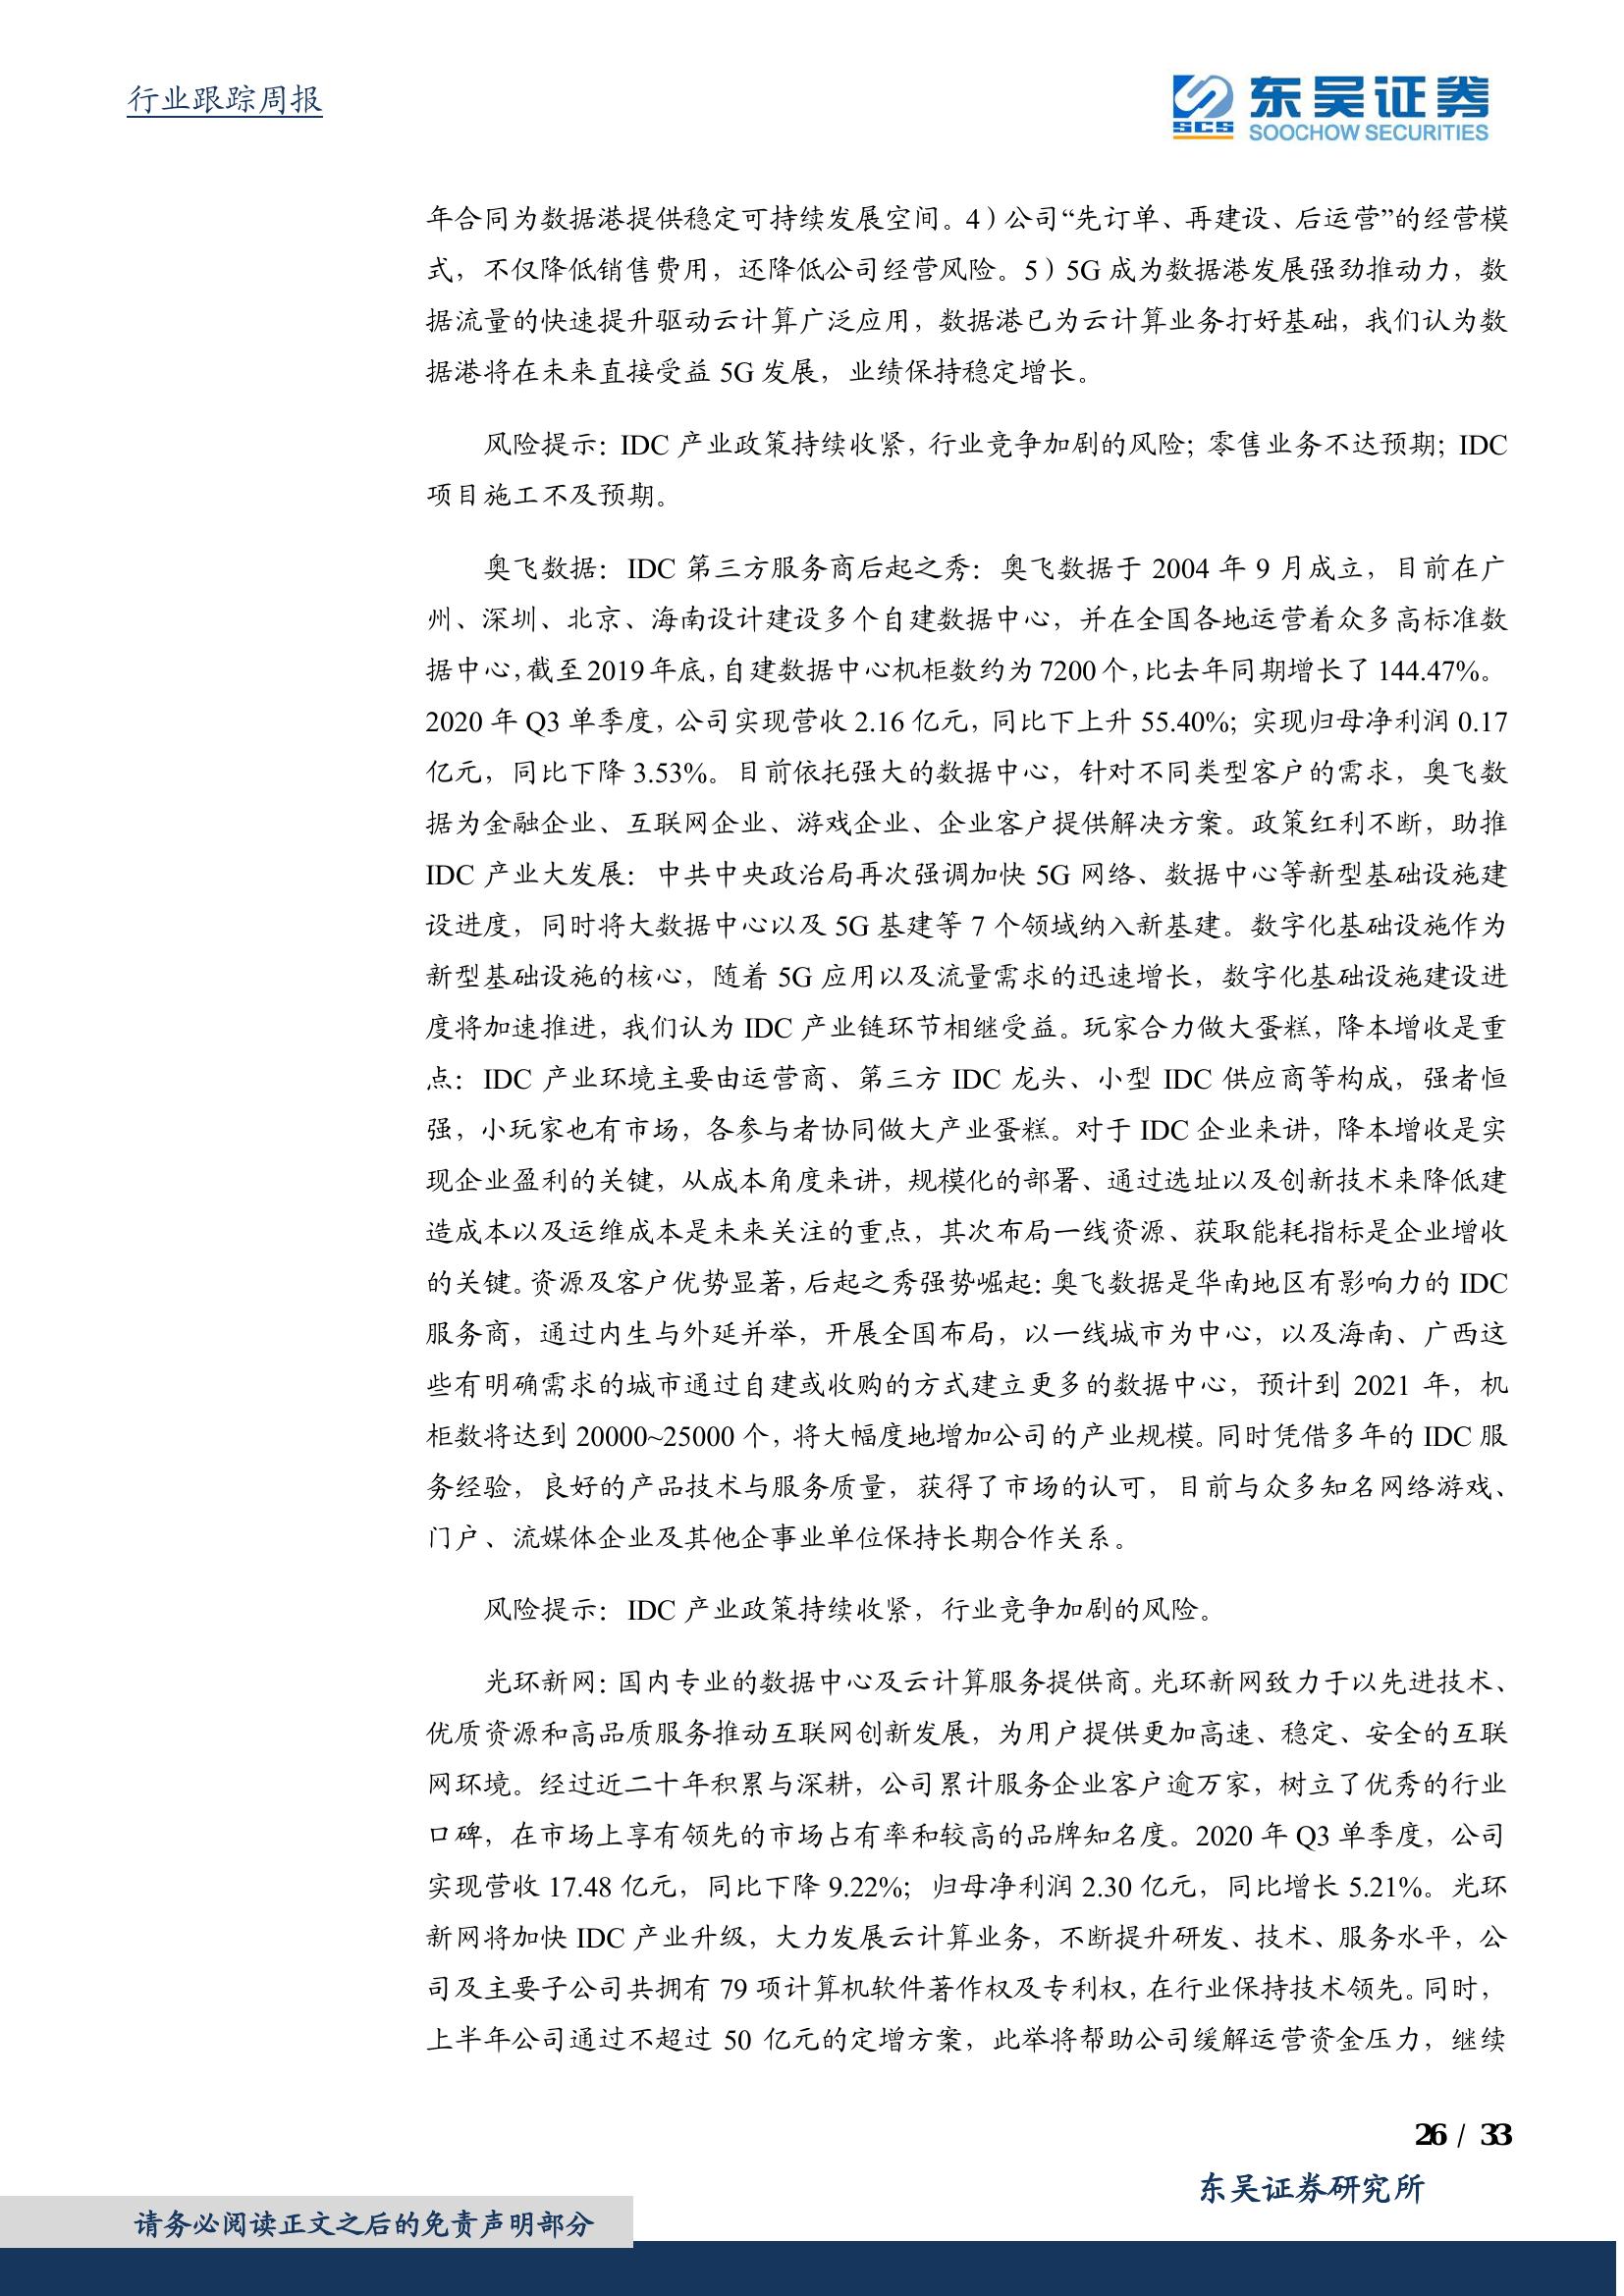 行业跟踪周报
东吴证券
SCS
SOOCHOW SECURITIES
年合同为数据港提供稳定可持续发展空间。4）公司“先订单、再建设、后运营”的经营模
式，不仅降低销售费用，还降低公司经营风险。5）5G 成为数据港发展强劲推动力，数
据流量的快速提升驱动云计算广泛应用，数据港已为云计算业务打好基础，我们认为数
据港将在未来直接受益 5G 发展，业绩保持稳定增长。
风险提示：IDC 产业政策持续收紧，行业竞争加剧的风险；零售业务不达预期；IDC
项目施工不及预期。
奥飞数据：IDC 第三方服务商后起之秀：奥飞数据于 2004 年 9 月成立，目前在广
州、深圳、北京、海南设计建设多个自建数据中心，并在全国各地运营着众多高标准数
据中心，截至 2019 年底，自建数据中心机柜数约为 7200 个，比去年同期增长了 144.47%。
2020 年 Q3 单季度，公司实现营收 2.16 亿元，同比下上升 55.40%；实现归母净利润 0.17
亿元，同比下降 3.53%。目前依托强大的数据中心，针对不同类型客户的需求，奥飞数
据为金融企业、互联网企业、游戏企业、企业客户提供解决方案。政策红利不断，助推
IDC 产业大发展：中共中央政治局再次强调加快 5G 网络、数据中心等新型基础设施建
设进度，同时将大数据中心以及 5G 基建等 7 个领域纳入新基建。数字化基础设施作为
新型基础设施的核心，随着 5G 应用以及流量需求的迅速增长，数字化基础设施建设进
度将加速推进，我们认为 IDC 产业链环节相继受益。玩家合力做大蛋糕，降本增收是重
点：IDC 产业环境主要由运营商、第三方 IDC 龙头、小型 IDC 供应商等构成，强者恒
强，小玩家也有市场，各参与者协同做大产业蛋糕。对于 IDC 企业来讲，降本增收是实
现企业盈利的关键，从成本角度来讲，规模化的部署、通过选址以及创新技术来降低建
造成本以及运维成本是未来关注的重点，其次布局一线资源、获取能耗指标是企业增收
的关键。资源及客户优势显著，后起之秀强势崛起：奥飞数据是华南地区有影响力的 IDC
服务商，通过内生与外延并举，开展全国布局，以一线城市为中心，以及海南、广西这
些有明确需求的城市通过自建或收购的方式建立更多的数据中心，预计到 2021 年，机
柜数将达到 20000~25000 个，将大幅度地增加公司的产业规模。同时凭借多年的 IDC 服
务经验，良好的产品技术与服务质量，获得了市场的认可，目前与众多知名网络游戏、
门户、流媒体企业及其他企事业单位保持长期合作关系。
风险提示：IDC 产业政策持续收紧，行业竞争加剧的风险。
光环新网：国内专业的数据中心及云计算服务提供商。光环新网致力于以先进技术、
优质资源和高品质服务推动互联网创新发展，为用户提供更加高速、稳定、安全的互联
网环境。经过近二十年积累与深耕，公司累计服务企业客户逾万家，树立了优秀的行业
口碑，在市场上享有领先的市场占有率和较高的品牌知名度。2020 年 Q3 单季度，公司
实现营收 17.48 亿元，同比下降 9.22%；归母净利润 2.30 亿元，同比增长 5.21%。光环
新网将加快 IDC 产业升级，大力发展云计算业务，不断提升研发、技术、服务水平，公
司及主要子公司共拥有 79 项计算机软件著作权及专利权，在行业保持技术领先。同时，
上半年公司通过不超过 50 亿元的定增方案，此举将帮助公司缓解运营资金压力，继续
26 / 33
东吴证券研究所
请务必阅读正文之后的免责声明部分